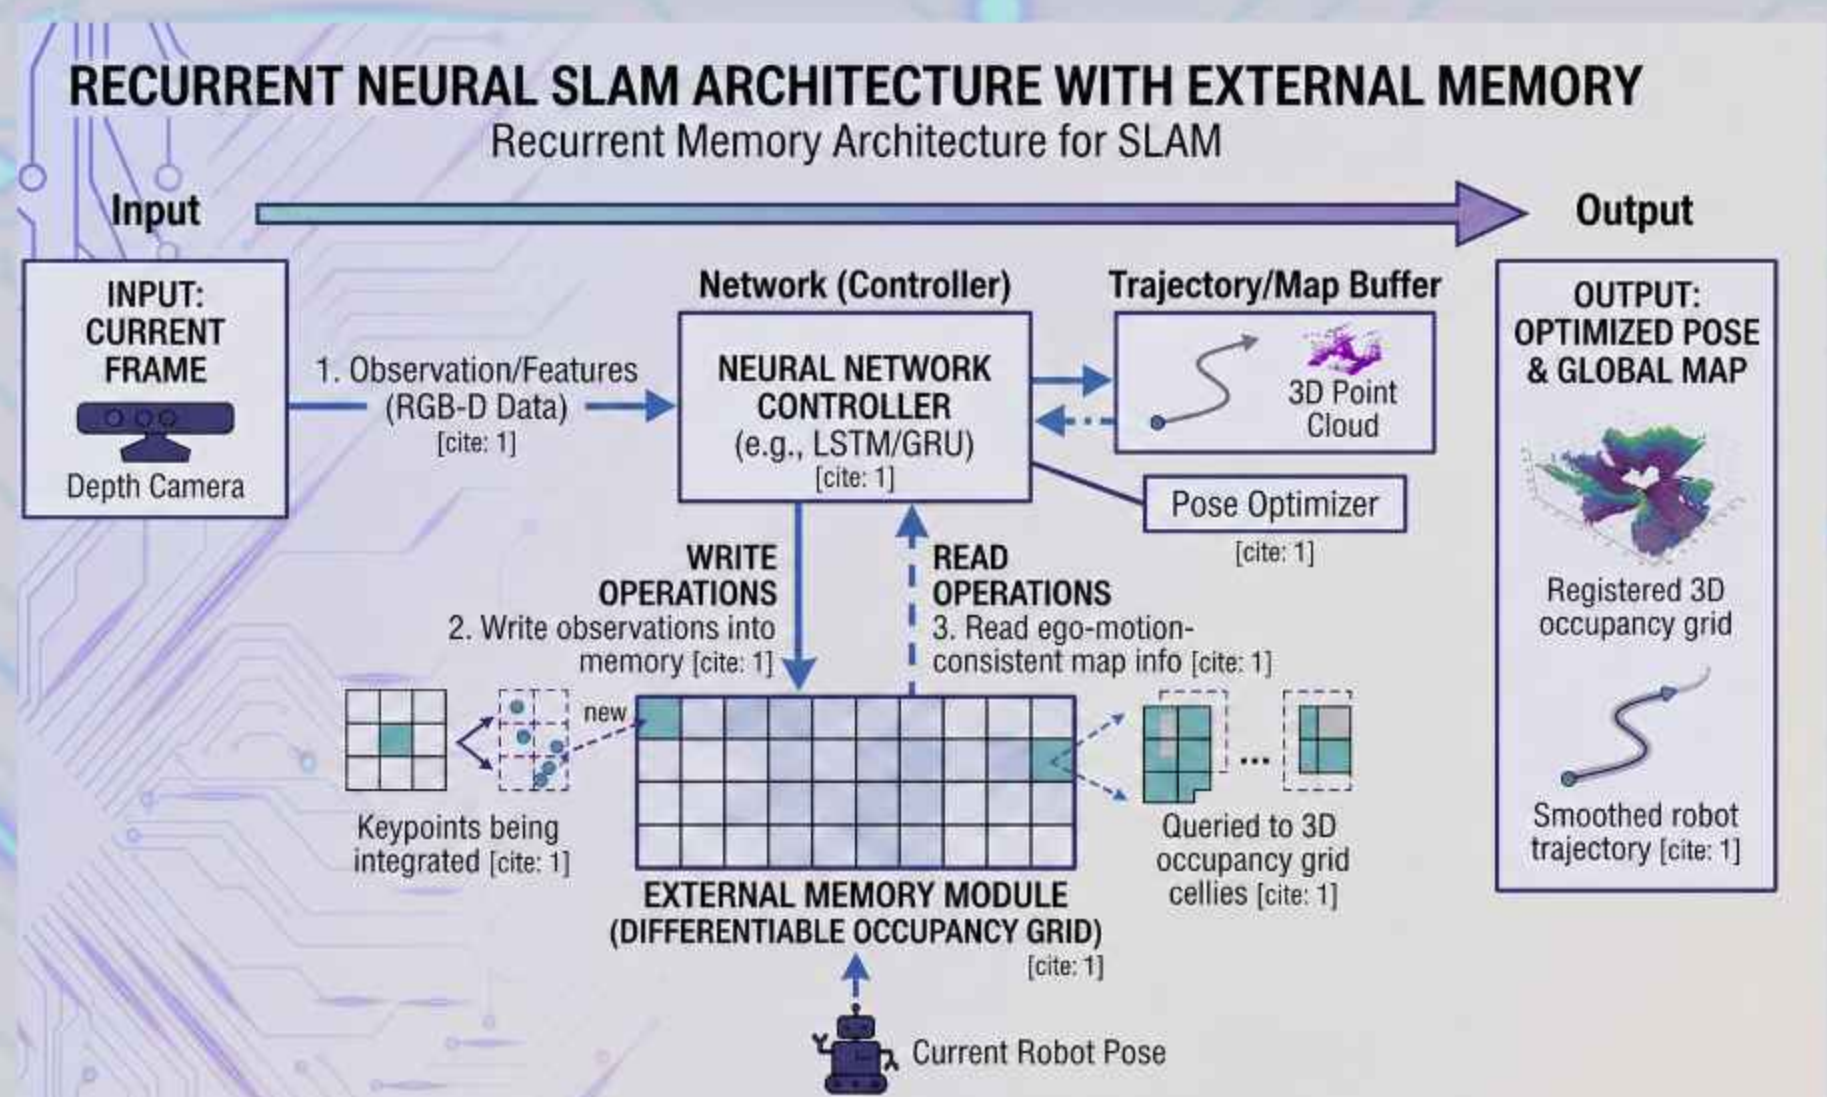 RECURRENT NEURAL SLAM ARCHITECTURE WITH EXTERNAL MEMORY
Recurrent Memory Architecture for SLAM
Input
Output
INPUT:
CURRENT
FRAME
Depth Camera
1. Observation/Features
(RGB-D Data)
[cite: 1]
Network (Controller)
NEURAL NETWORK
CONTROLLER
(e.g., LSTM/GRU)
[cite: 1]
Trajectory/Map Buffer
3D Point
Cloud
Pose Optimizer
[cite: 1]
OUTPUT:
OPTIMIZED POSE
& GLOBAL MAP
Registered 3D
occupancy grid
Smoothed robot
trajectory [cite: 1]
WRITE
OPERATIONS
2. Write observations into
memory [cite: 1]
READ
OPERATIONS
3. Read ego-motion-
consistent map info [cite: 1]
new
Keypoints being
integrated [cite: 1]
...
Queried to 3D
occupancy grid
cellies [cite: 1]
EXTERNAL MEMORY MODULE
(DIFFERENTIABLE OCCUPANCY GRID)
[cite: 1]
Current Robot Pose